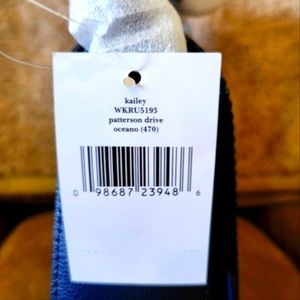 kailey
WKRU5193
patterson drive
oceano (470)
0 98687 23948 6